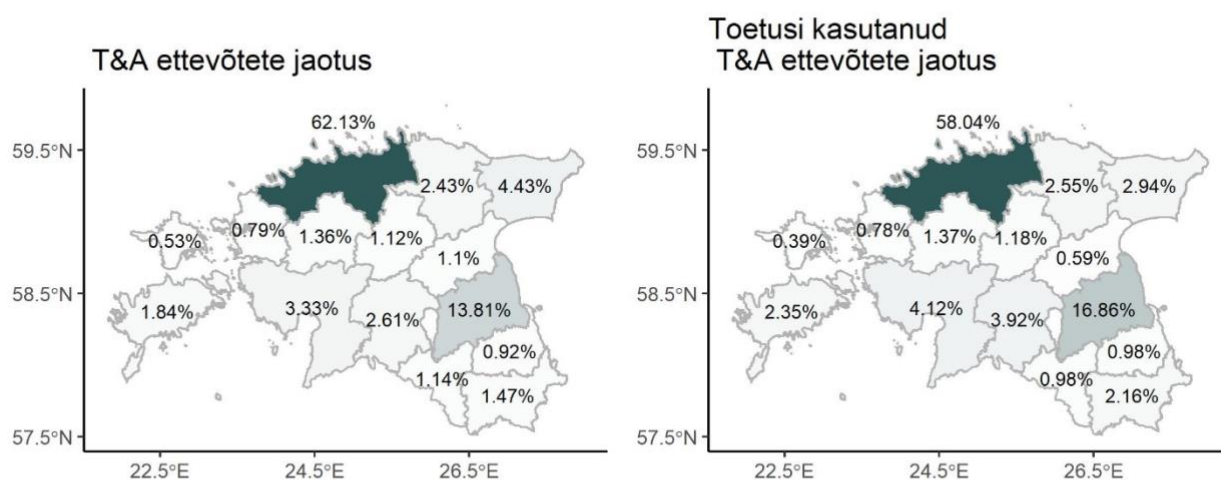 T&A ettevõtete jaotus
62.13%
59.5°N
2.43%
4.43%
0.53%
0.79%
1.36%
1.12%
1.1%
58.5°N
1.84%
3.33%
2.61%
13.81%
0.92%
1.14%
1.47%
57.5°N
22.5°E
24.5°E
26.5°E
Toetusi kasutanud
T&A ettevõtete jaotus
58.04%
59.5°N
2.55%
2.94%
0.39%
0.78%
1.37%
1.18%
0.59%
58.5°N
2.35%
4.12%
3.92%
16.86%
0.98%
0.98%
2.16%
57.5°N
22.5°E
24.5°E
26.5°E